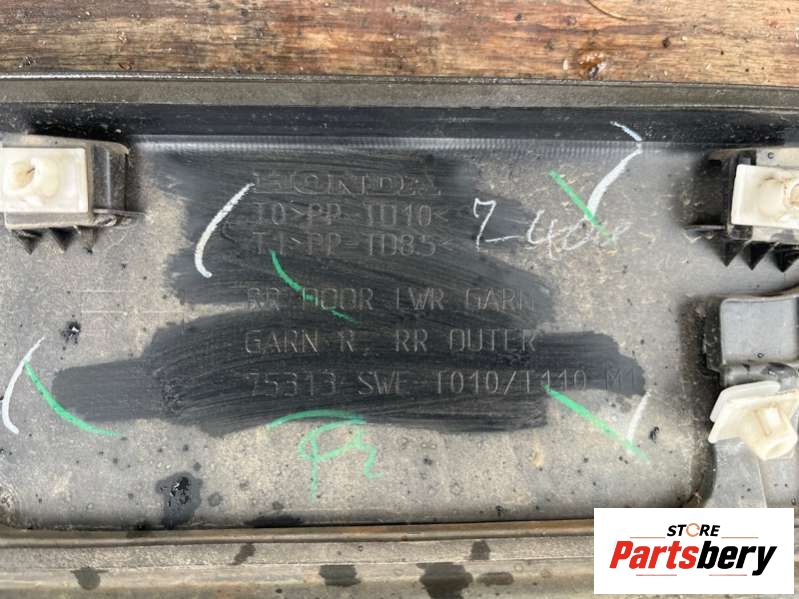 HONDA
T0>PP-TD10<
T1>PP-TD85<
7-4
RR DOOR LWR GARN
GARN R, RR OUTER
75313-SWE-T010/T110-M1
STORE
Partsbery